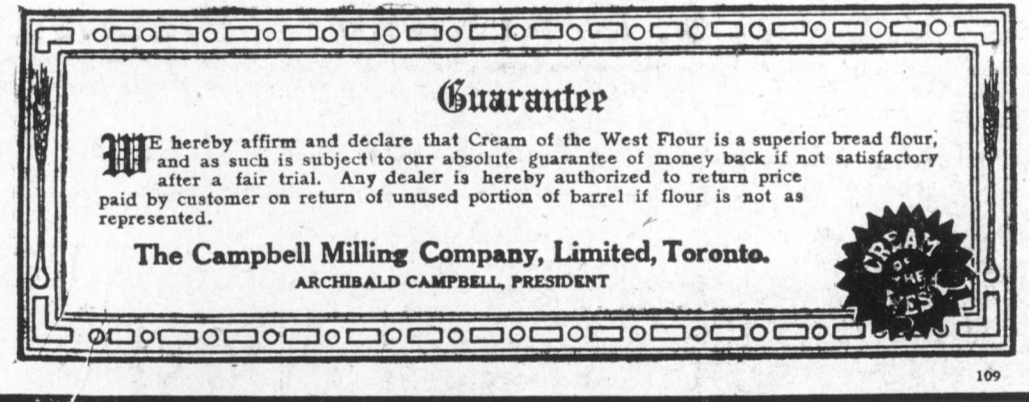 Guarantee
WE hereby affirm and declare that Cream of the West Flour is a superior bread flour,
and as such is subject to our absolute guarantee of money back if not satisfactory
after a fair trial. Any dealer is hereby authorized to return price
paid by customer on return of unused portion of barrel if flour is not as
represented.
The Campbell Milling Company, Limited, Toronto.
ARCHIBALD CAMPBELL, PRESIDENT
CREAM
OF
THE
WEST
109